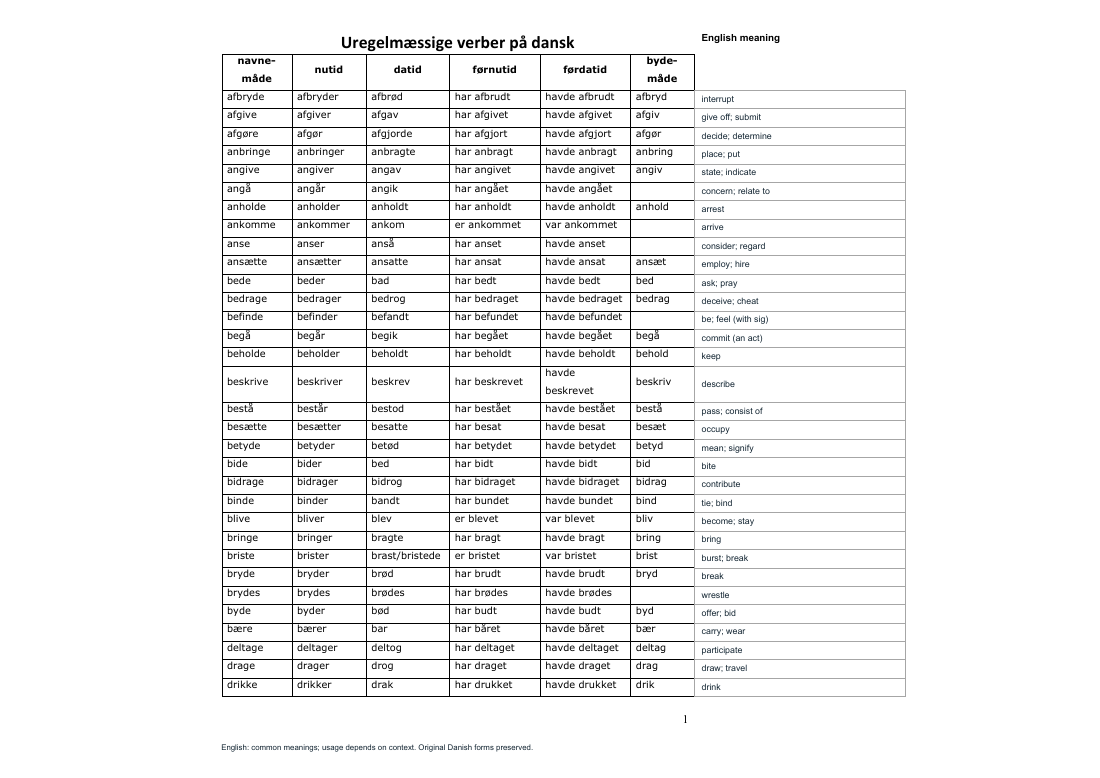 Uregelmæssige verber på dansk English meaning
navne-måde nutid datid førnutid førdatid byde-måde
afbryde afbryder afbrød har afbrudt havde afbrudt afbryd interrupt
afgive afgiver afgav har afgivet havde afgivet afgiv give off; submit
afgøre afgør afgjorde har afgjort havde afgjort afgør decide; determine
anbringe anbringer anbragte har anbragt havde anbragt anbring place; put
angive angiver angav har angivet havde angivet angiv state; indicate
angå angår angik har angået havde angået concern; relate to
anholde anholder anholdt har anholdt havde anholdt anhold arrest
ankomme ankommer ankom er ankommet var ankommet arrive
anse anser anså har anset havde anset consider; regard
ansætte ansætter ansatte har ansat havde ansat ansæt employ; hire
bede beder bad har bedt havde bedt bed ask; pray
bedrage bedrager bedrog har bedraget havde bedraget bedrag deceive; cheat
befinde befinder befandt har befundet havde befundet be; feel (with sig)
begå begår begik har begået havde begået begå commit (an act)
beholde beholder beholdt har beholdt havde beholdt behold keep
beskrive beskriver beskrev har beskrevet havde beskrevet beskriv describe
bestå består bestod har bestået havde bestået bestå pass; consist of
besætte besætter besatte har besat havde besat besæt occupy
betyde betyder betød har betydet havde betydet betyd mean; signify
bide bider bed har bidt havde bidt bid bite
bidrage bidrager bidrog har bidraget havde bidraget bidrag contribute
binde binder bandt har bundet havde bundet bind tie; bind
blive bliver blev er blevet var blevet bliv become; stay
bringe bringer bragte har bragt havde bragt bring bring
briste brister brast/bristede er bristet var bristet brist burst; break
bryde bryder brød har brudt havde brudt bryd break
brydes brydes brødes har brødes havde brødes wrestle
byde byder bød har budt havde budt byd offer; bid
bære bærer bar har båret havde båret bær carry; wear
deltage deltager deltog har deltaget havde deltaget deltag participate
drage drager drog har draget havde draget drag draw; travel
drikke drikker drak har drukket havde drukket drik drink
1
English: common meanings; usage depends on context. Original Danish forms preserved.